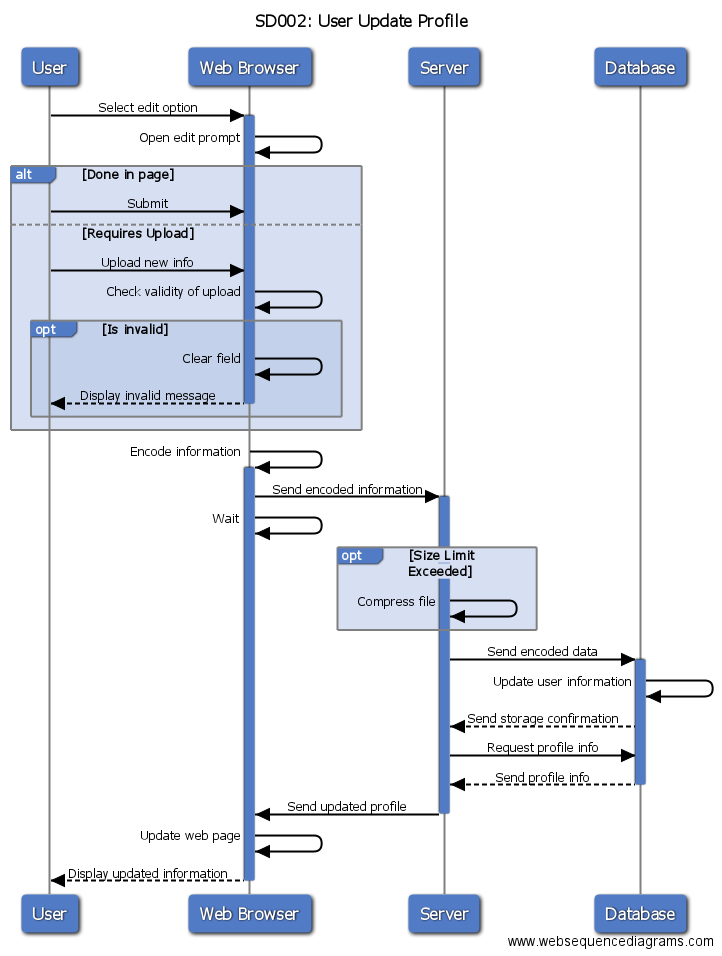 SD002: User Update Profile
User
Web Browser
Server
Database
Select edit option
Open edit prompt
alt
[Done in page]
Submit
[Requires Upload]
Upload new info
Check validity of upload
opt
[Is invalid]
Clear field
Display invalid message
Encode information
Send encoded information
Wait
opt
[Size Limit
Exceeded]
Compress file
Send encoded data
Update user information
Send storage confirmation
Request profile info
Send profile info
Send updated profile
Update web page
Display updated information
User
Web Browser
Server
Database
www.websequencediagrams.com